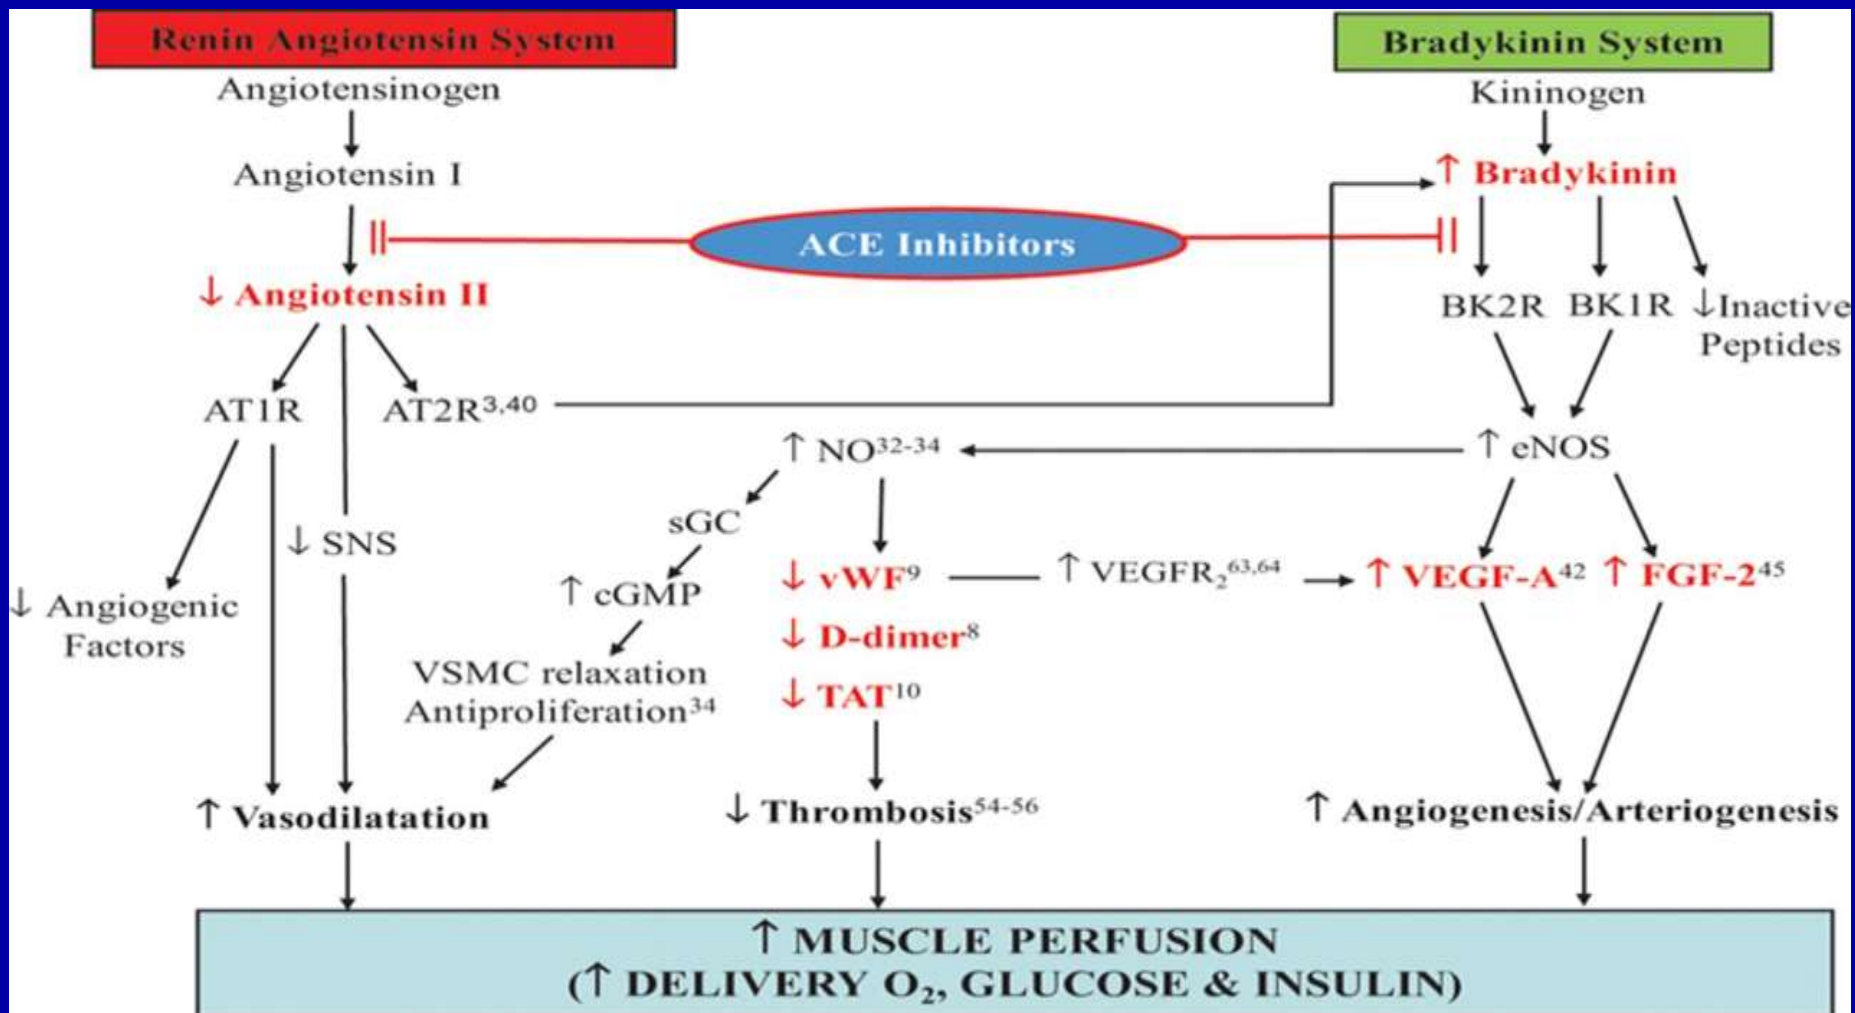 Renin Angiotensin System
Bradykinin System
Angiotensinogen
Kininogen
Angiotensin I
↑ Bradykinin
ACE Inhibitors
↓ Angiotensin II
BK2R
BK1R
↓Inactive
Peptides
AT1R
AT2R3,40
↑ NO32-34
↑ eNOS
sGC
↓ SNS
↓ vWF9
↑ VEGFR2 63,64
↑ VEGF-A42
↑ FGF-245
↑ cGMP
↓ Angiogenic
Factors
↓ D-dimer8
VSMC relaxation
Antiproliferation34
↓ TAT10
↑ Vasodilatation
↓ Thrombosis54-56
↑ Angiogenesis/Arteriogenesis
↑ MUSCLE PERFUSION
(↑ DELIVERY O2, GLUCOSE & INSULIN)